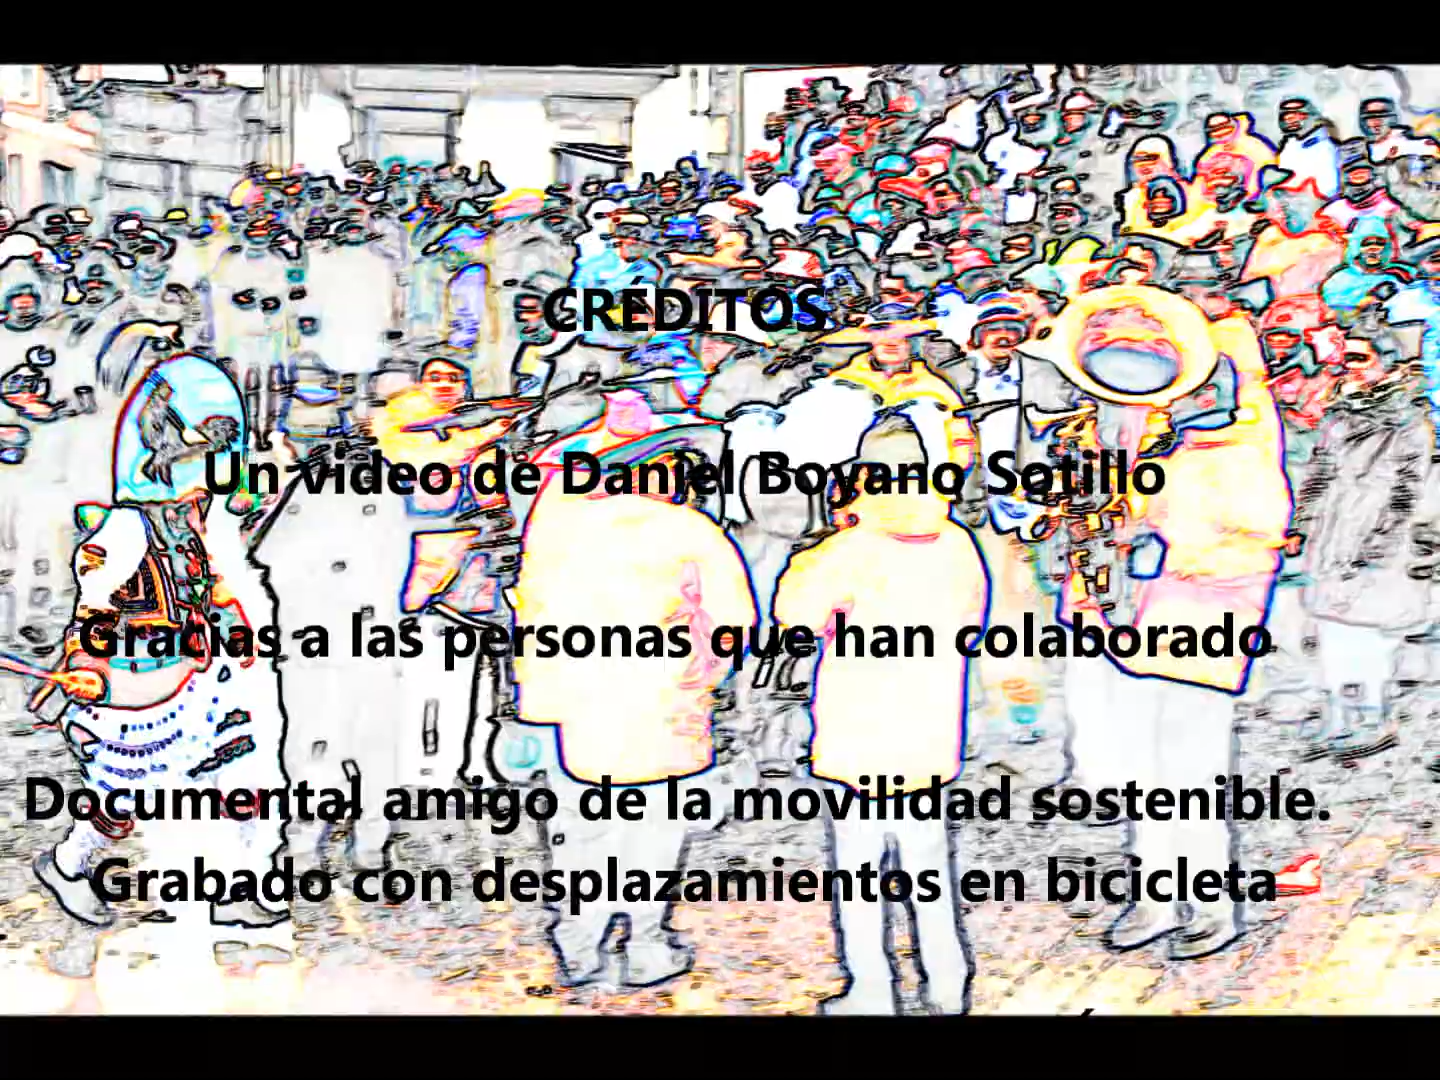 CRÉDITOS
Un video de Daniel Boyano Sotillo
Gracias a las personas que han colaborado
Documental amigo de la movilidad sostenible.
Grabado con desplazamientos en bicicleta